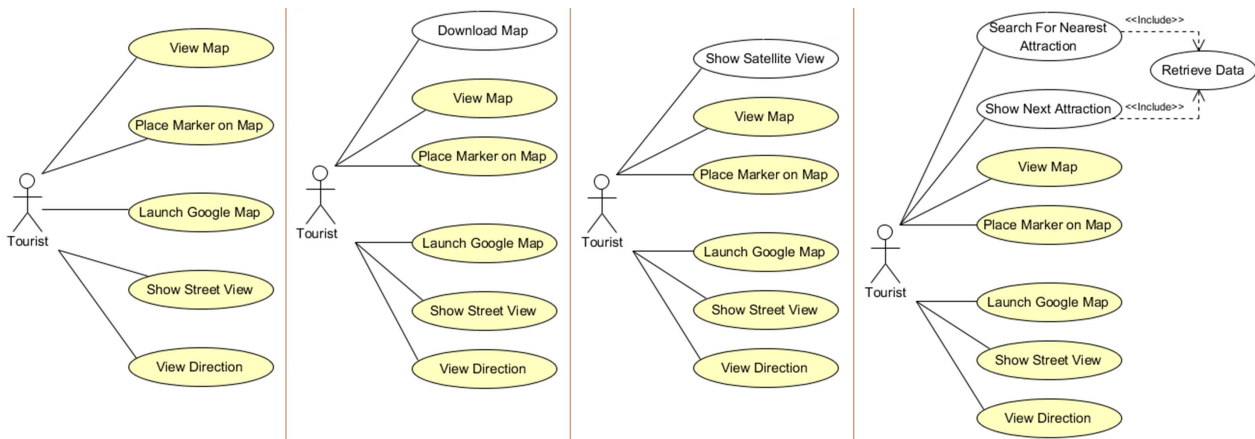 View Map
Place Marker on Map
Launch Google Map
Tourist
Show Street View
View Direction
Download Map
View Map
Place Marker on Map
Tourist
Launch Google Map
Show Street View
View Direction
Show Satellite View
View Map
Place Marker on Map
Tourist
Launch Google Map
Show Street View
View Direction
Search For Nearest
Attraction
<<Include>>
Retrieve Data
Show Next Attraction
<<Include>>
View Map
Place Marker on Map
Tourist
Launch Google Map
Show Street View
View Direction